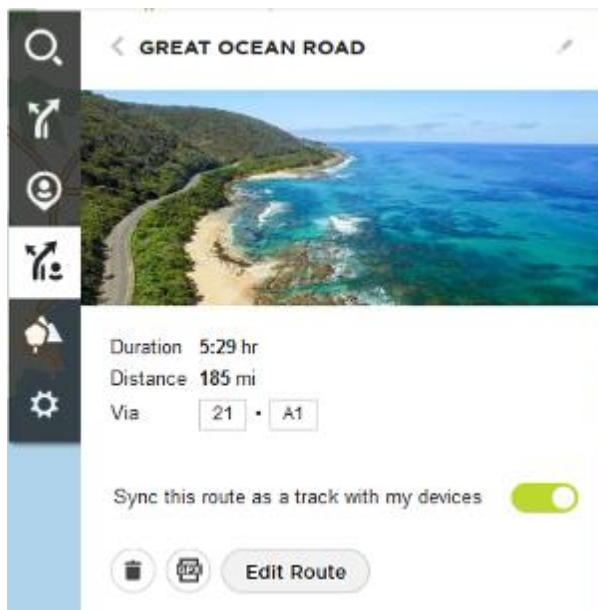 GREAT OCEAN ROAD
Duration 5:29 hr
Distance 185 mi
Via 21 • A1
Sync this route as a track with my devices
Edit Route